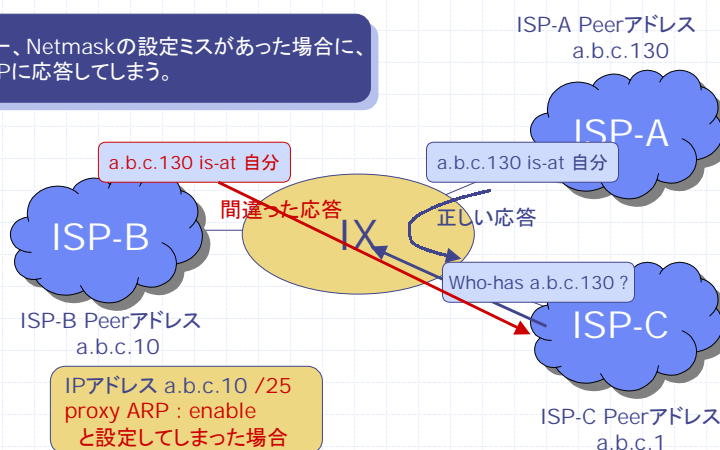 ー、Netmaskの設定ミスがあった場合に、
Pに応答してしまう。
ISP-A Peerアドレス
a.b.c.130
ISP-A
a.b.c.130 is-at 自分
a.b.c.130 is-at 自分
間違った応答
正しい応答
IX
ISP-B
Who-has a.b.c.130 ?
ISP-C
ISP-B Peerアドレス
a.b.c.10
IPアドレス a.b.c.10 /25
proxy ARP : enable
と設定してしまった場合
ISP-C Peerアドレス
a.b.c.1